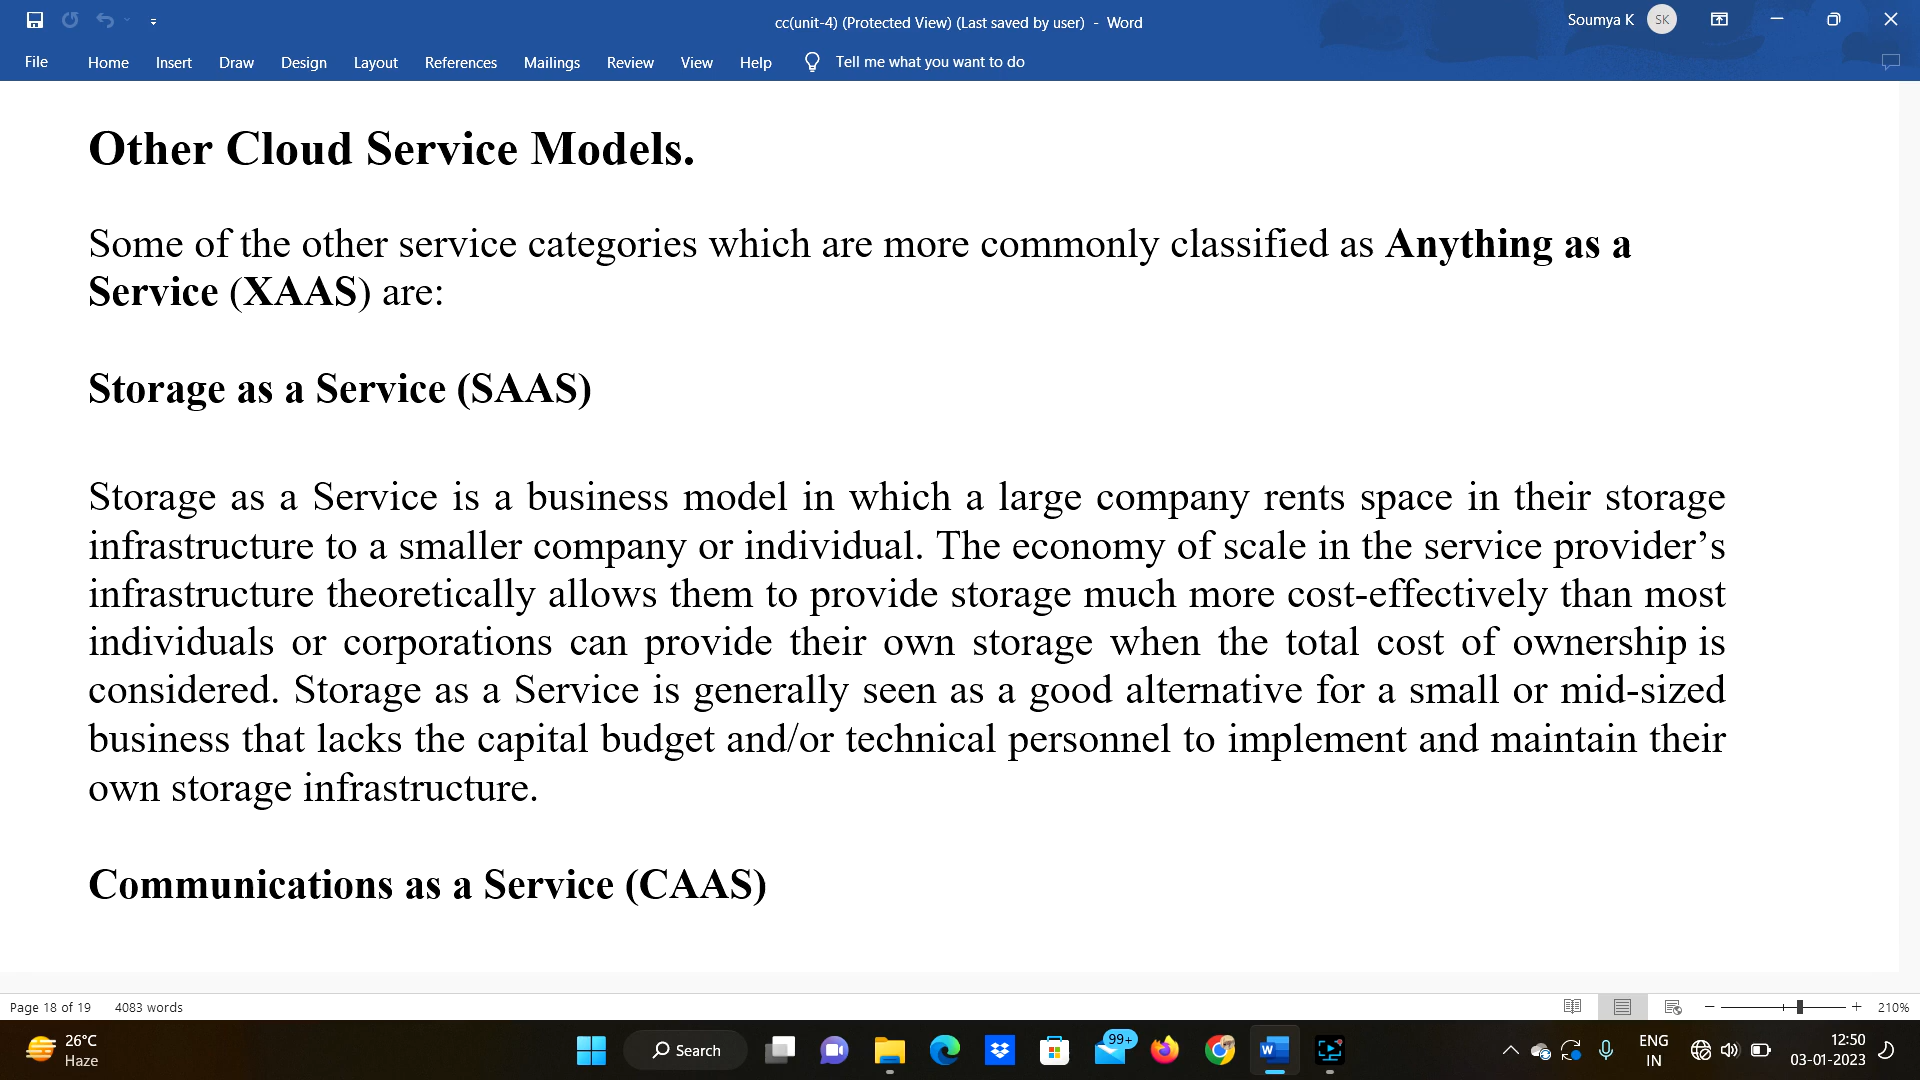 cc(unit-4) (Protected View) (Last saved by user) - Word
Soumya K SK
File Home Insert Draw Design Layout References Mailings Review View Help Tell me what you want to do
Other Cloud Service Models.
Some of the other service categories which are more commonly classified as Anything as a
Service (XAAS) are:
Storage as a Service (SAAS)
Storage as a Service is a business model in which a large company rents space in their storage
infrastructure to a smaller company or individual. The economy of scale in the service provider’s
infrastructure theoretically allows them to provide storage much more cost-effectively than most
individuals or corporations can provide their own storage when the total cost of ownership is
considered. Storage as a Service is generally seen as a good alternative for a small or mid-sized
business that lacks the capital budget and/or technical personnel to implement and maintain their
own storage infrastructure.
Communications as a Service (CAAS)
Page 18 of 19 4083 words 210%
26°C
Haze
Search
99+
W
ENG
IN
12:50
03-01-2023